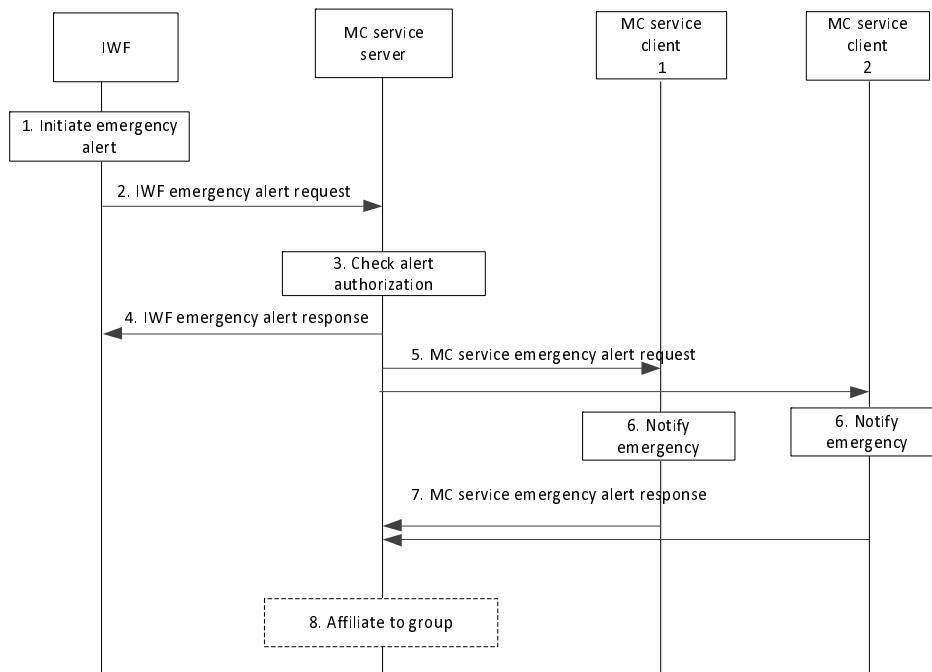 IWF
MC service
server
MC service
client
1
MC service
client
2
1. Initiate emergency
alert
2. IWF emergency alert request
3. Check alert
authorization
4. IWF emergency alert response
5. MC service emergency alert request
6. Notify
emergency
6. Notify
emergency
7. MC service emergency alert response
8. Affiliate to group